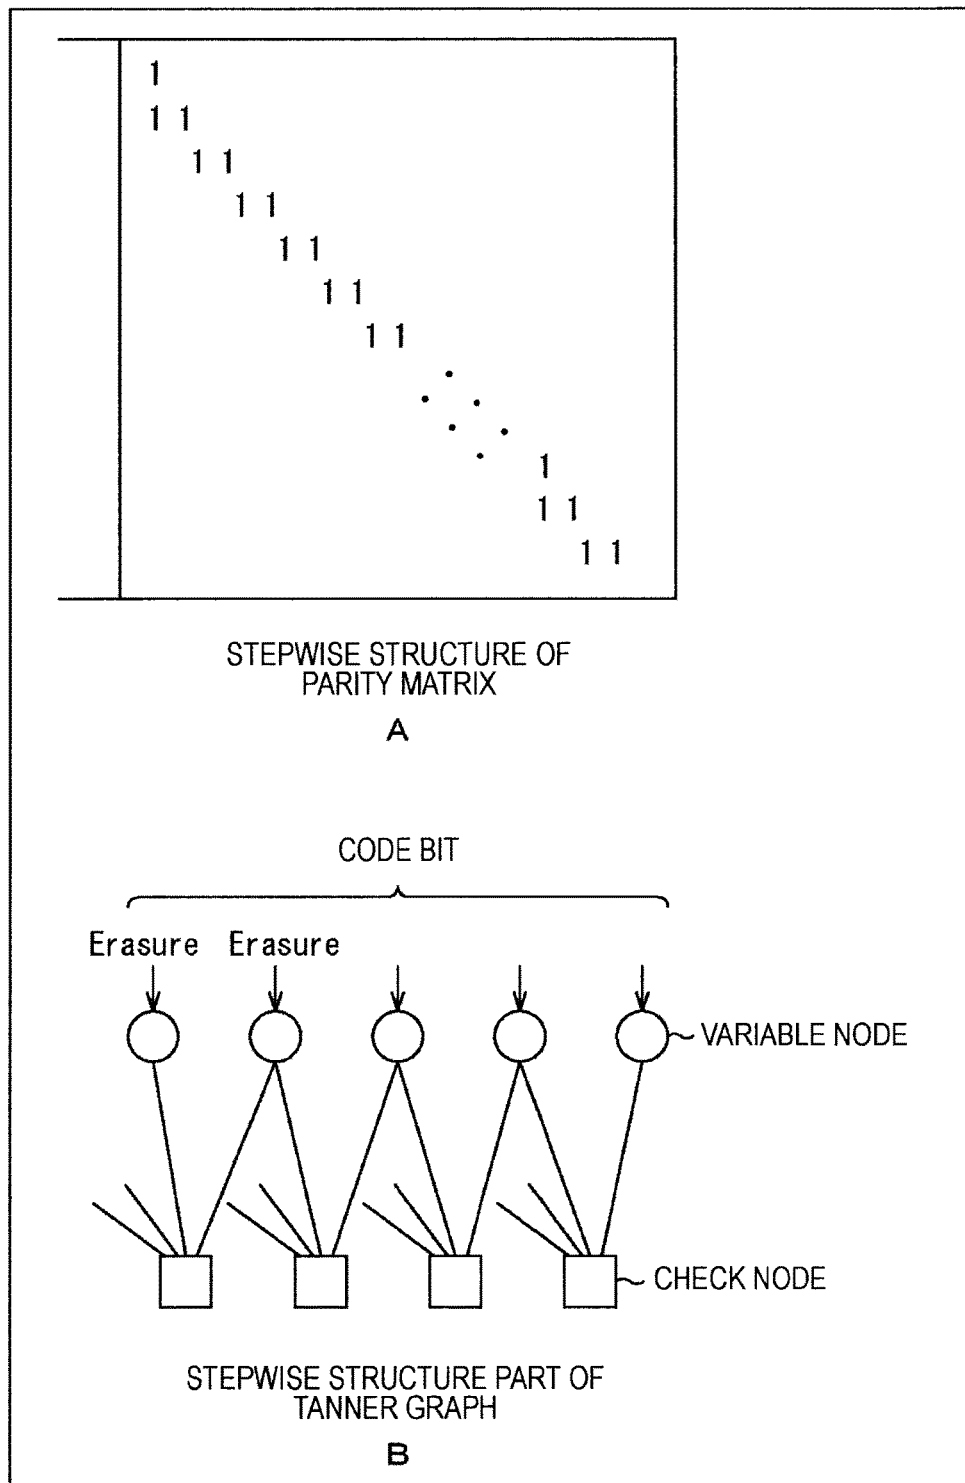 1
1 1
1 1
1 1
1 1
1 1
1 1
1
1 1
1 1
STEPWISE STRUCTURE OF
PARITY MATRIX
A
CODE BIT
Erasure Erasure
VARIABLE NODE
CHECK NODE
STEPWISE STRUCTURE PART OF
TANNER GRAPH
B